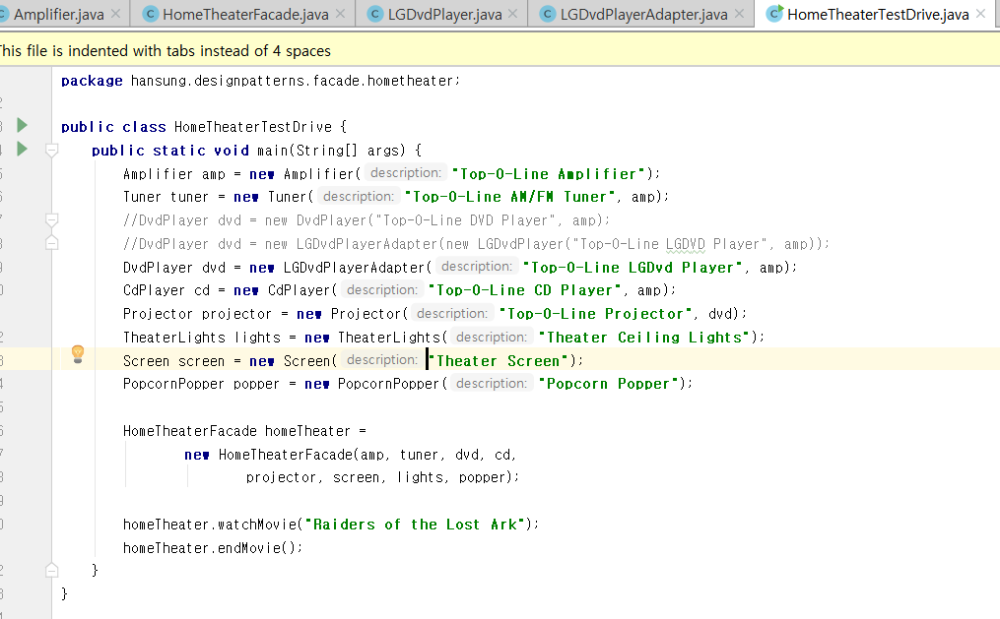 Amplifier.java HomeTheaterFacade.java LGDvdPlayer.java LGDvdPlayerAdapter.java HomeTheaterTestDrive.java
This file is indented with tabs instead of 4 spaces
package hansung.designpatterns.facade.hometheater;
public class HomeTheaterTestDrive {
public static void main(String[] args) {
Amplifier amp = new Amplifier( description: "Top-O-Line Amplifier");
Tuner tuner = new Tuner( description: "Top-O-Line AM/FM Tuner", amp);
//DvdPlayer dvd = new DvdPlayer("Top-O-Line DVD Player", amp);
//DvdPlayer dvd = new LGDvdPlayerAdapter(new LGDvdPlayer("Top-O-Line LGDVD Player", amp));
DvdPlayer dvd = new LGDvdPlayerAdapter( description: "Top-O-Line LGDvd Player", amp);
CdPlayer cd = new CdPlayer( description: "Top-O-Line CD Player", amp);
Projector projector = new Projector( description: "Top-O-Line Projector", dvd);
TheaterLights lights = new TheaterLights( description: "Theater Ceiling Lights");
Screen screen = new Screen( description: "Theater Screen");
PopcornPopper popper = new PopcornPopper( description: "Popcorn Popper");
HomeTheaterFacade homeTheater =
new HomeTheaterFacade(amp, tuner, dvd, cd,
projector, screen, lights, popper);
homeTheater.watchMovie("Raiders of the Lost Ark");
homeTheater.endMovie();
}
}